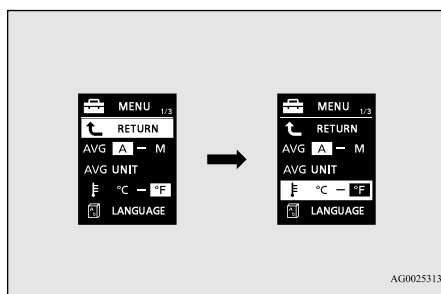 MENU 1/3
RETURN
AVG A – M
AVG UNIT
°C – °F
LANGUAGE
MENU 1/3
RETURN
AVG A – M
AVG UNIT
°C – °F
LANGUAGE
AG0025313